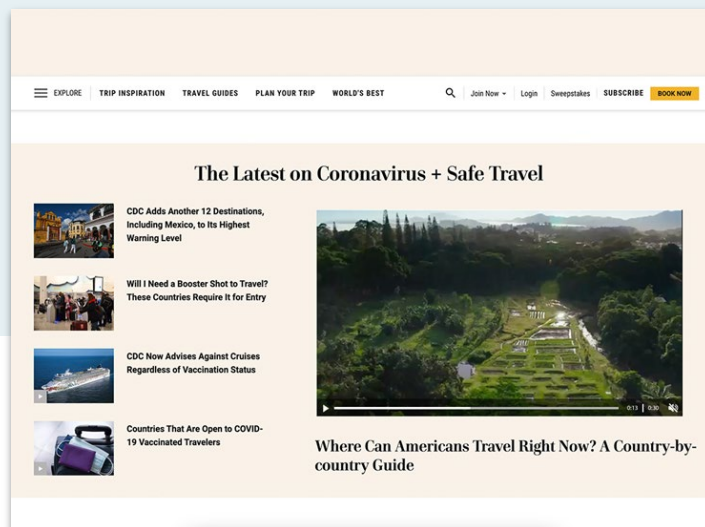 EXPLORE TRIP INSPIRATION TRAVEL GUIDES PLAN YOUR TRIP WORLD'S BEST Join Now Login Sweepstakes SUBSCRIBE BOOK NOW
The Latest on Coronavirus + Safe Travel
CDC Adds Another 12 Destinations,
Including Mexico, to Its Highest
Warning Level
Will I Need a Booster Shot to Travel?
These Countries Require It for Entry
CDC Now Advises Against Cruises
Regardless of Vaccination Status
Countries That Are Open to COVID-
19 Vaccinated Travelers
0:13 | 0:30
Where Can Americans Travel Right Now? A Country-by-
country Guide